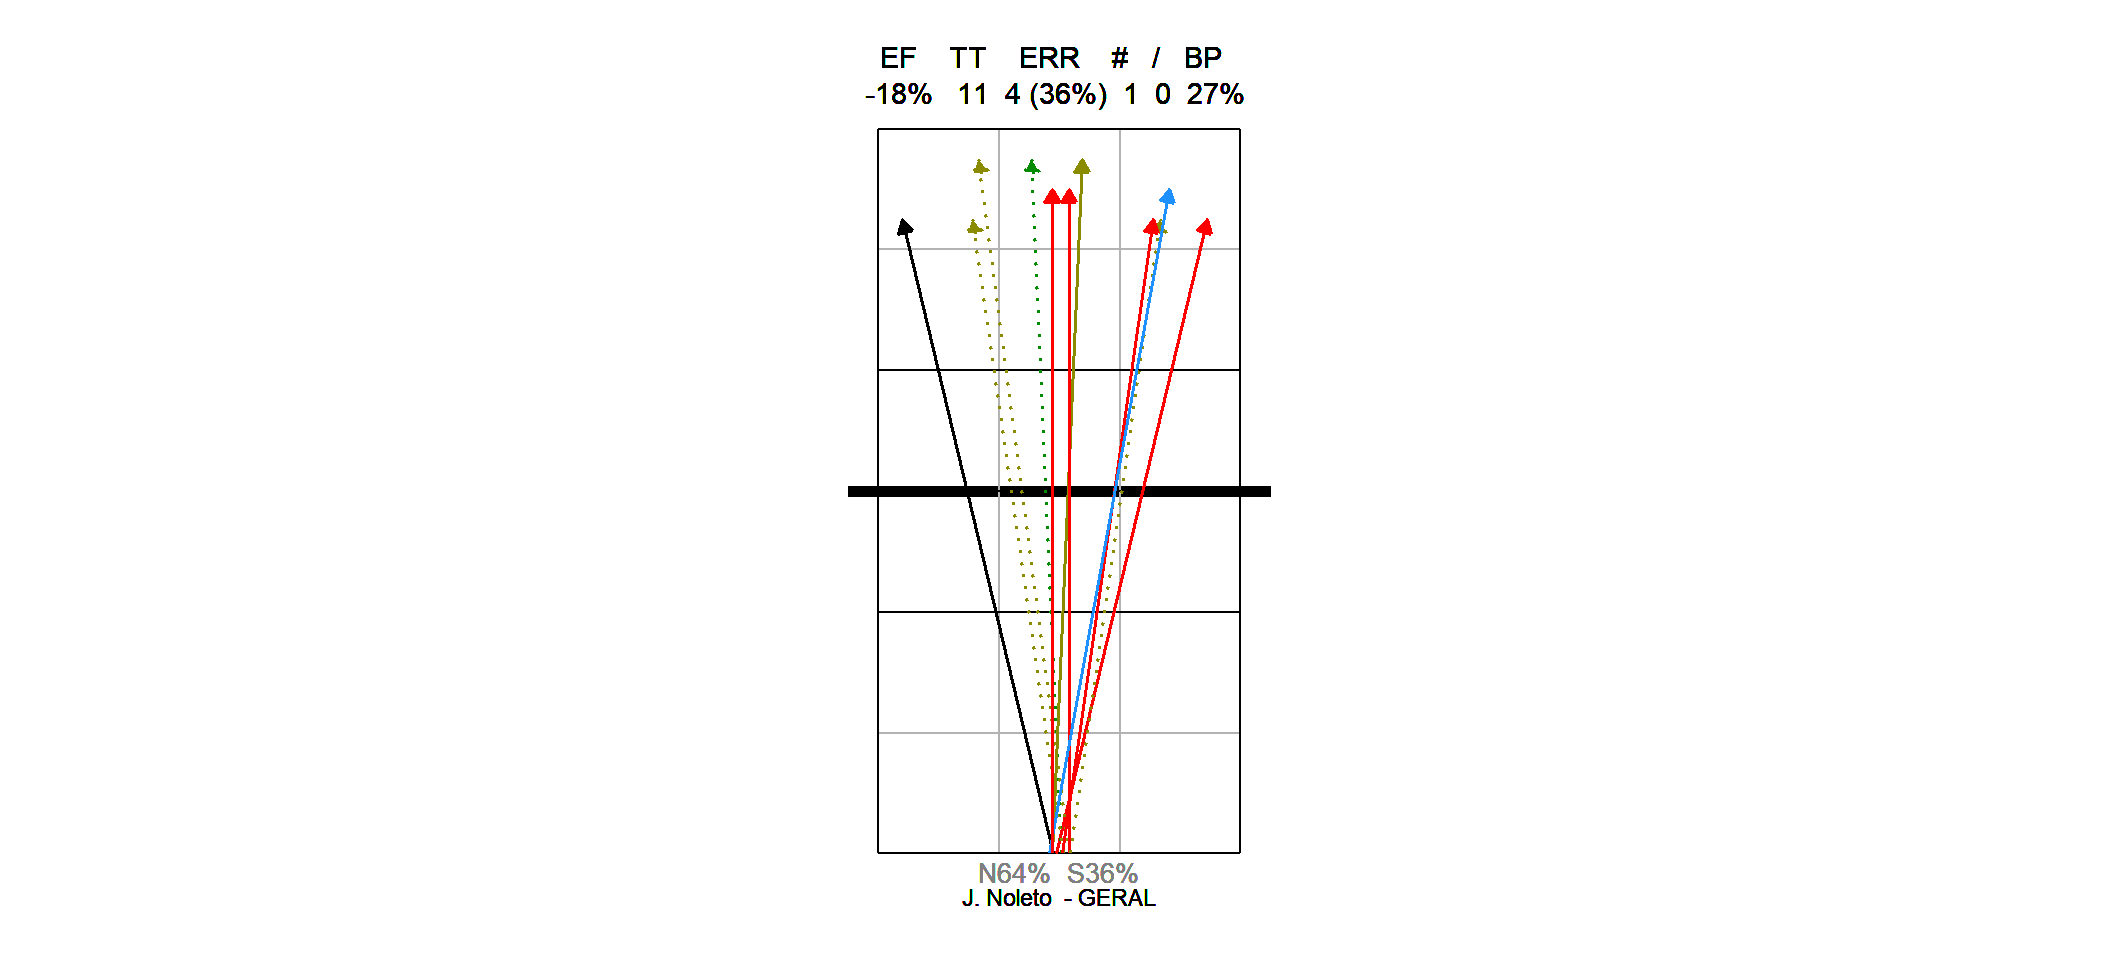 EF TT ERR # / BP
-18% 11 4 (36%) 1 0 27%
N64% S36%
J. Noleto - GERAL